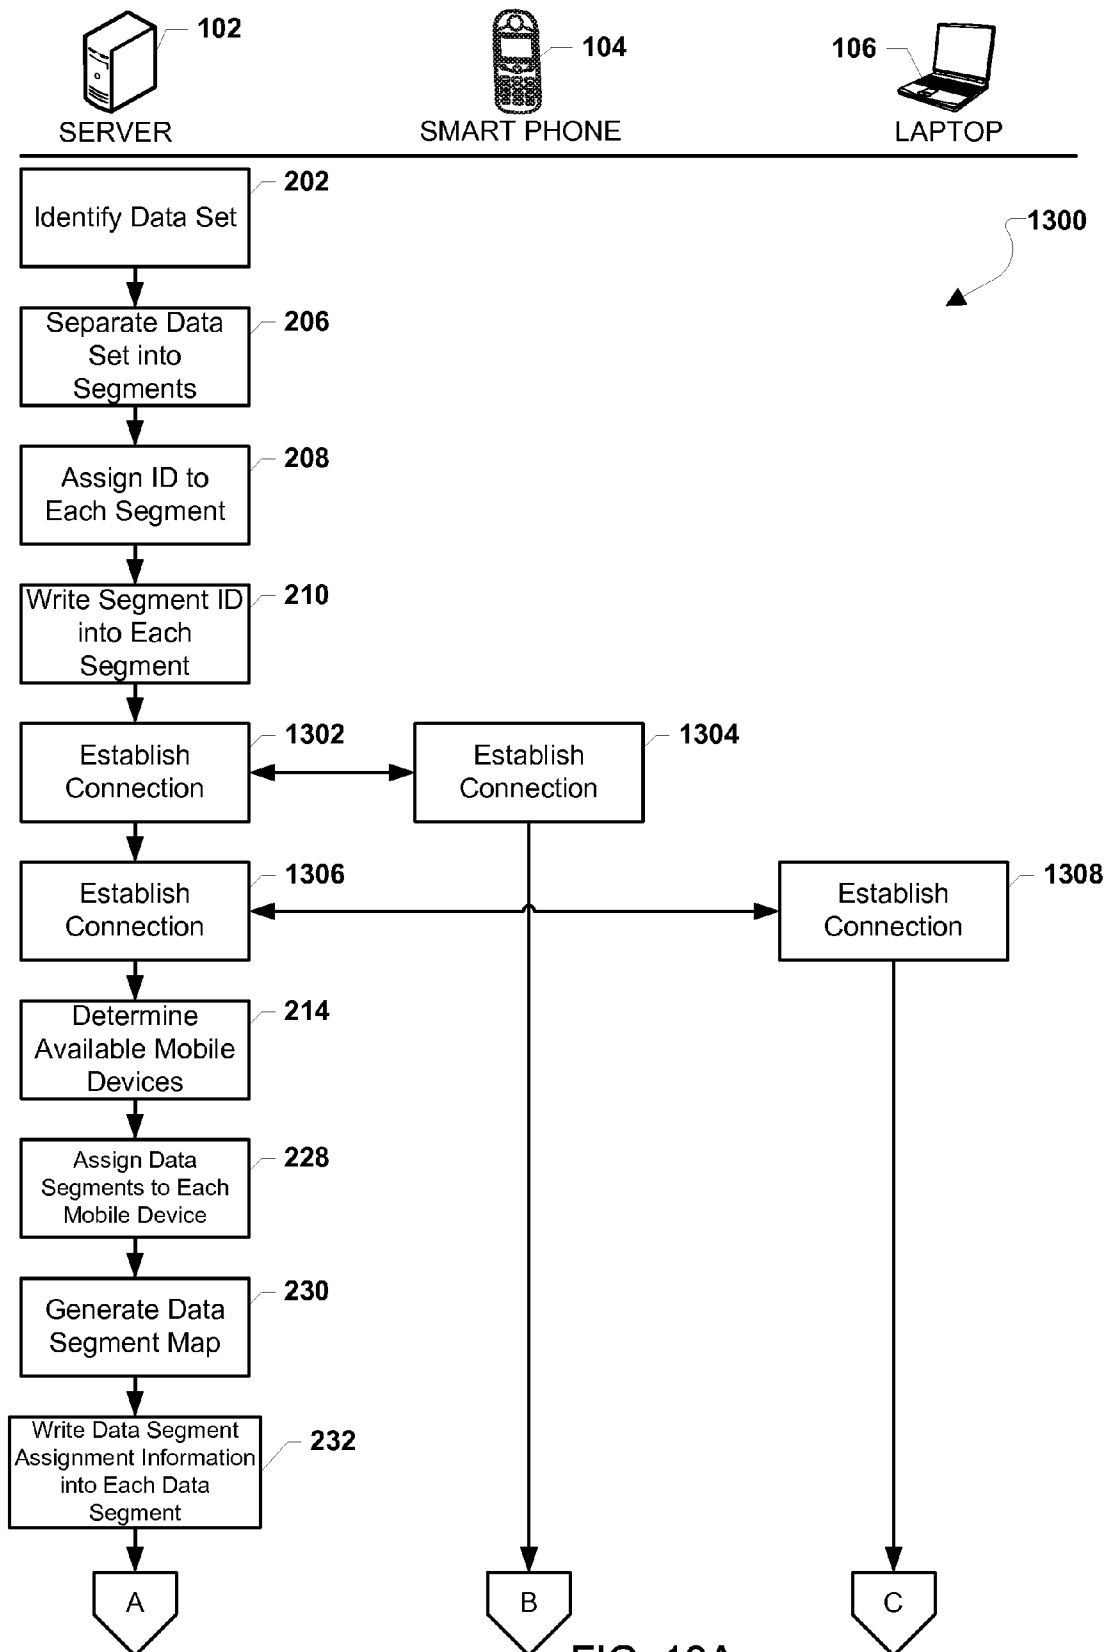 102
104
106
SERVER
SMART PHONE
LAPTOP
202
Identify Data Set
1300
206
Separate Data
Set into
Segments
208
Assign ID to
Each Segment
210
Write Segment ID
into Each
Segment
1302
Establish
Connection
1304
Establish
Connection
1306
Establish
Connection
1308
Establish
Connection
214
Determine
Available Mobile
Devices
228
Assign Data
Segments to Each
Mobile Device
230
Generate Data
Segment Map
232
Write Data Segment
Assignment Information
into Each Data
Segment
A
B
C
FIG. 13A